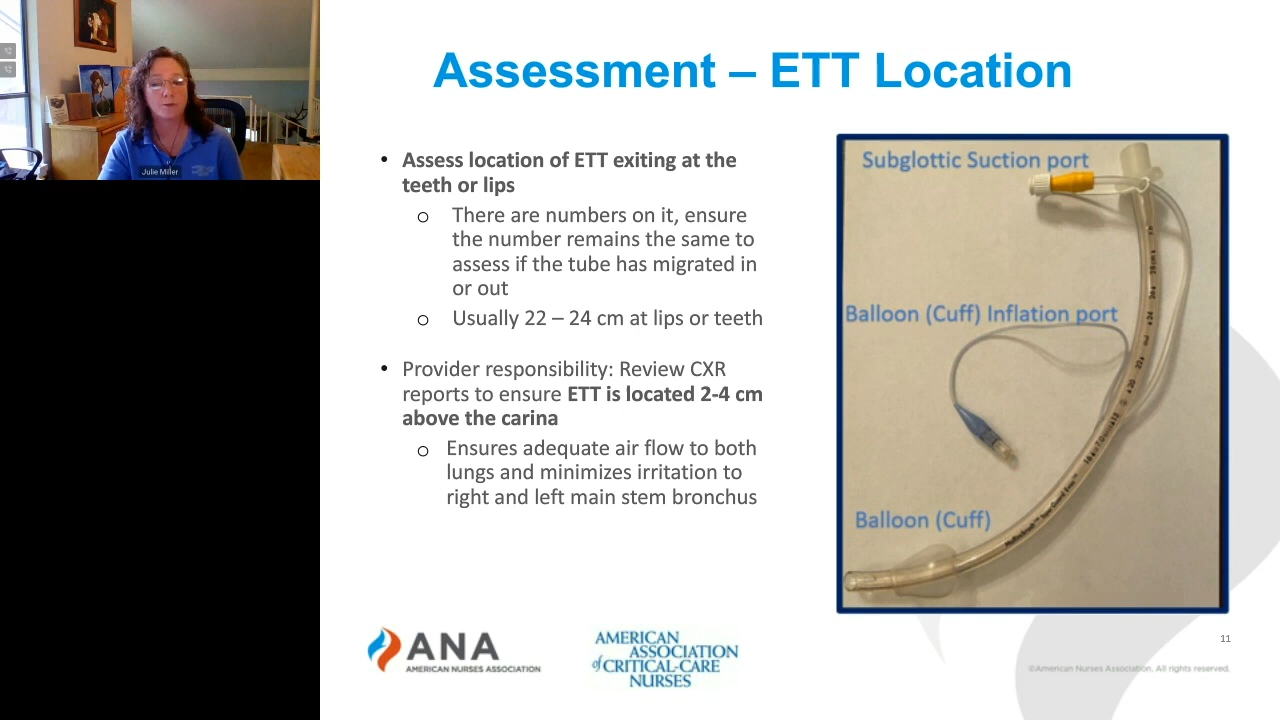 Julie Miller
Assessment – ETT Location
• Assess location of ETT exiting at the
teeth or lips
o There are numbers on it, ensure
the number remains the same to
assess if the tube has migrated in
or out
o Usually 22 – 24 cm at lips or teeth
• Provider responsibility: Review CXR
reports to ensure ETT is located 2-4 cm
above the carina
o Ensures adequate air flow to both
lungs and minimizes irritation to
right and left main stem bronchus
Subglottic Suction port
Balloon (Cuff) Inflation port
Balloon (Cuff)
ANA
AMERICAN NURSES ASSOCIATION
AMERICAN
ASSOCIATION
of CRITICAL-CARE
NURSES
11
©American Nurses Association. All rights reserved.